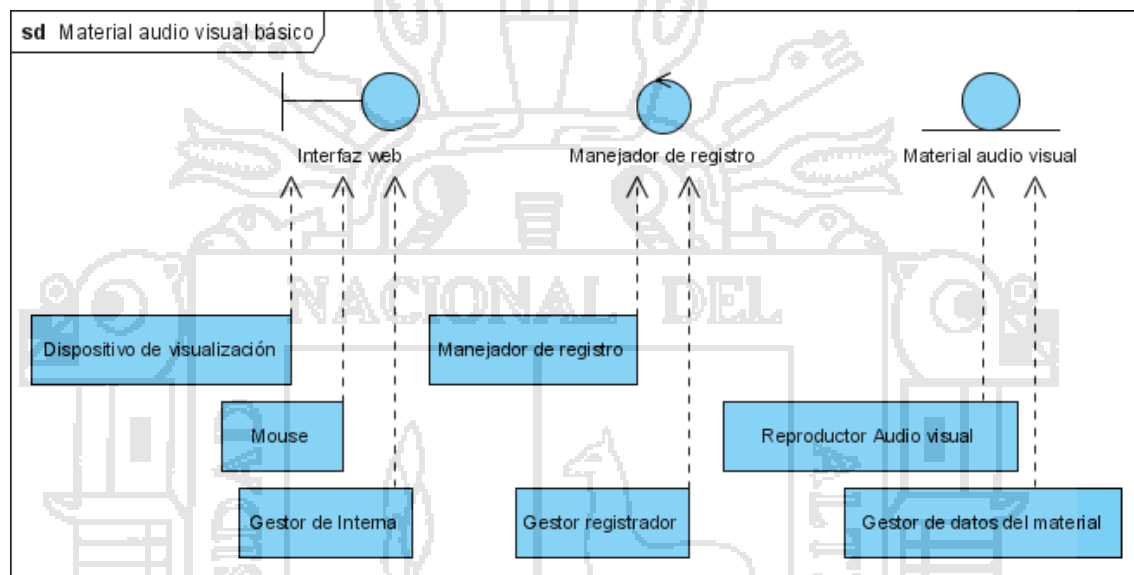 sd Material audio visual básico
Interfaz web
Manejador de registro
Material audio visual
NACIONAL DEL
Dispositivo de visualización
Manejador de registro
Mouse
Reproductor Audio visual
Gestor de Interna
Gestor registrador
Gestor de datos del material